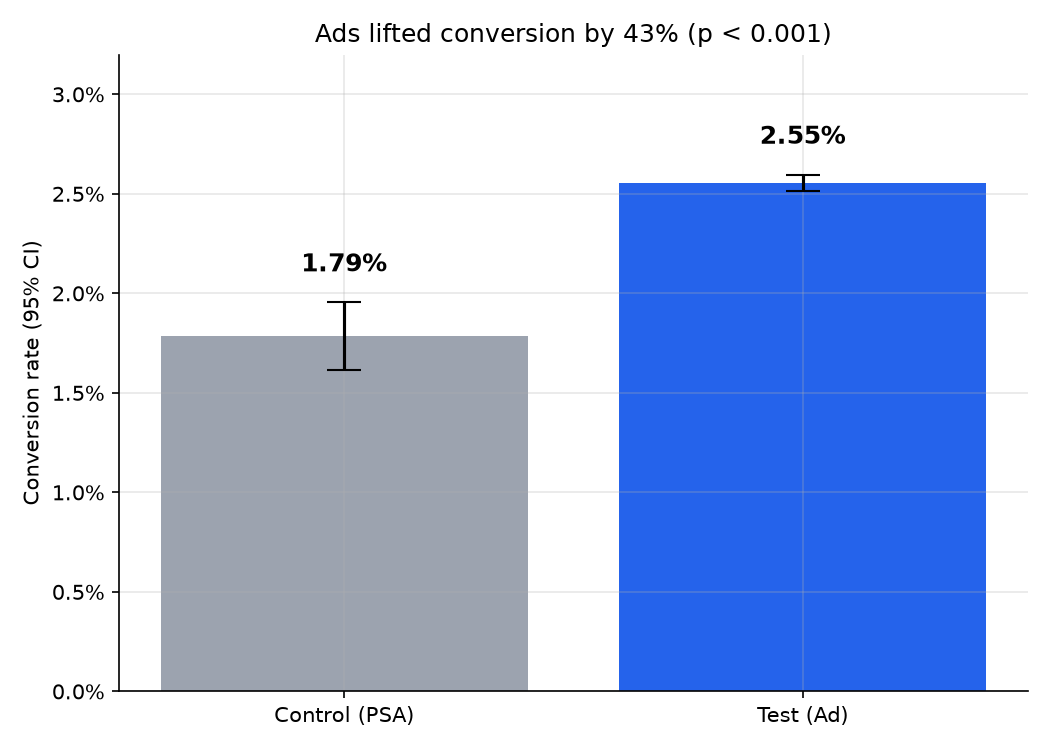 Ads lifted conversion by 43% (p < 0.001)
Conversion rate (95% CI)
3.0%
2.5%
2.0%
1.5%
1.0%
0.5%
0.0%
1.79%
2.55%
Control (PSA)
Test (Ad)